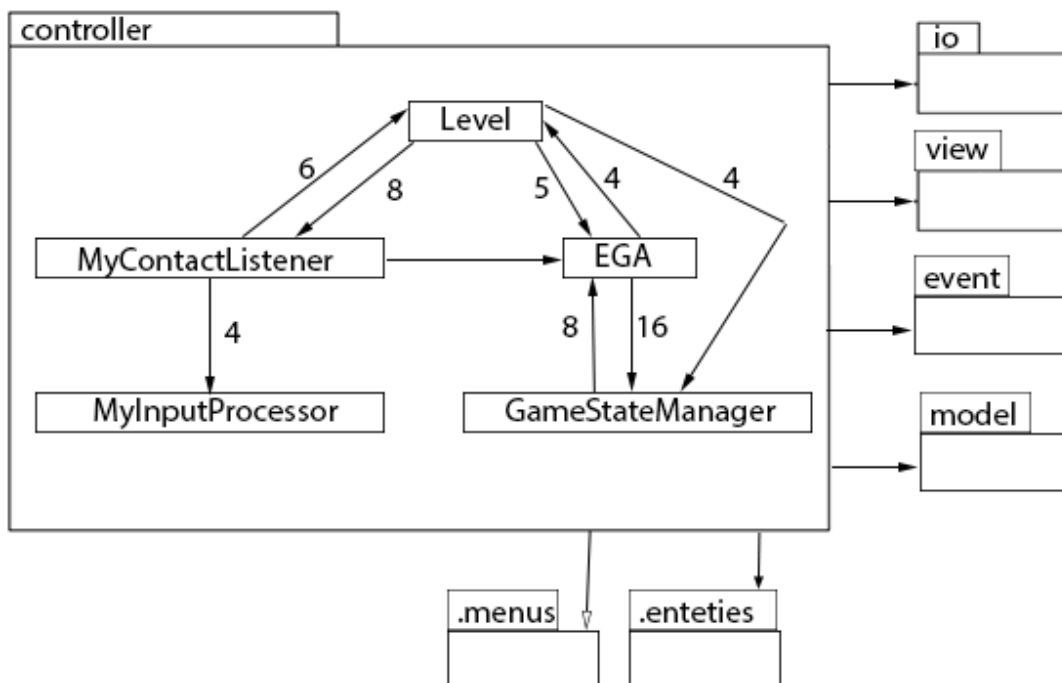 controller
io
Level
view
6
8
5
4
4
MyContactListener
EGA
event
4
8
16
MyInputProcessor
GameStateManager
model
.menus
.enteties